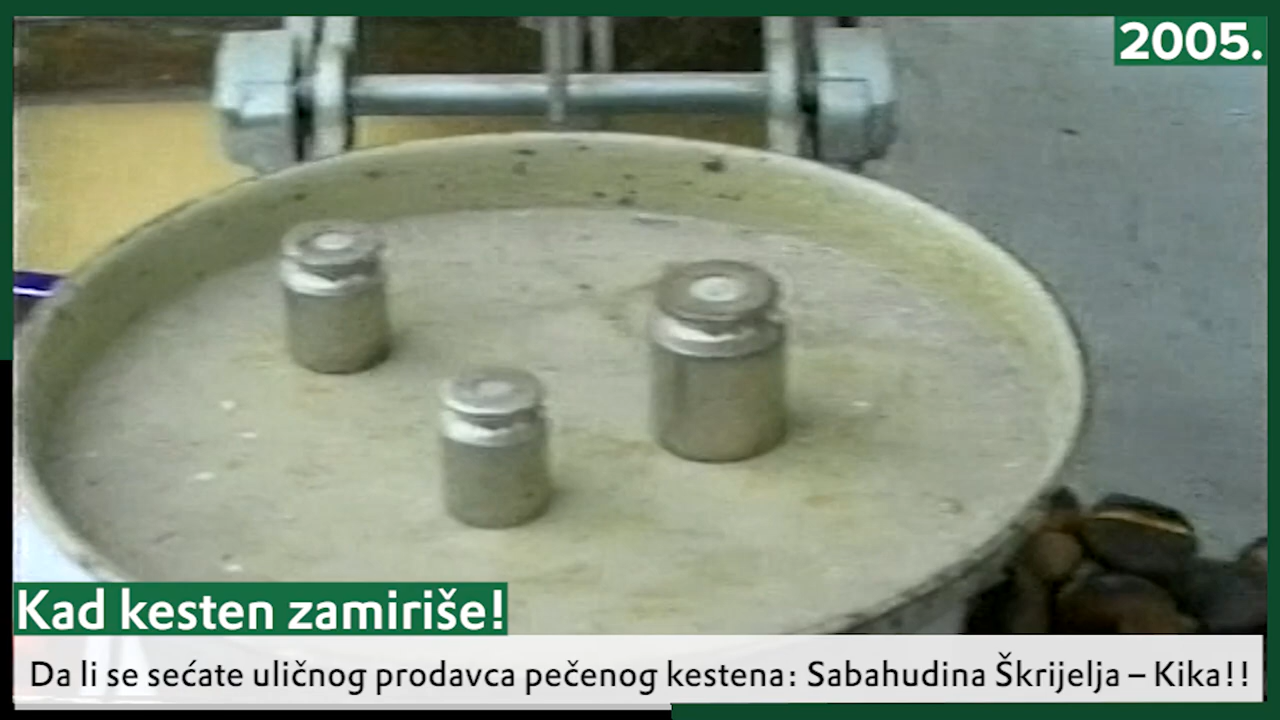 2005.
Kad kesten zamiriše!
Da li se sećate uličnog prodavca pečenog kestena: Sabahudina Škrijelja – Kika!!